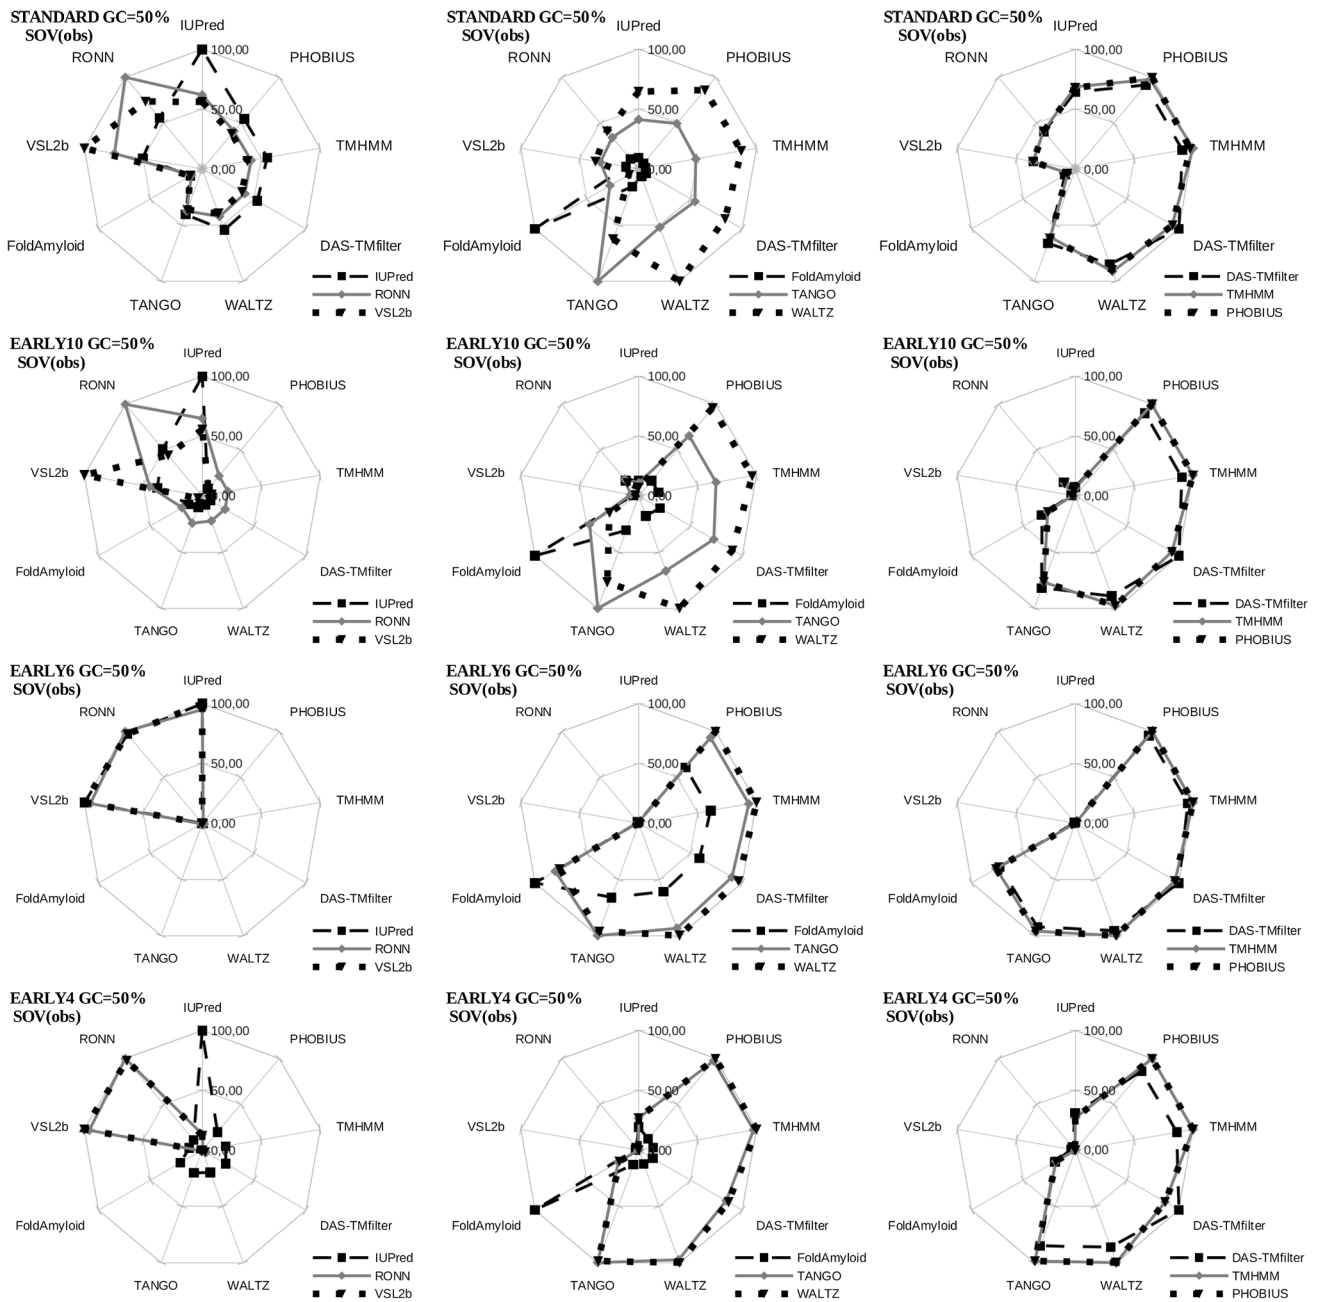 STANDARD GC=50%
SOV(obs)
IUPred
PHOBIUS
TMHMM
DAS-TMfilter
WALTZ
TANGO
FoldAmyloid
VSL2b
RONN
100,00
50,00
0,00
IUPred
RONN
VSL2b
STANDARD GC=50%
SOV(obs)
IUPred
PHOBIUS
TMHMM
DAS-TMfilter
WALTZ
TANGO
FoldAmyloid
VSL2b
RONN
100,00
50,00
0,00
FoldAmyloid
TANGO
WALTZ
STANDARD GC=50%
SOV(obs)
IUPred
PHOBIUS
TMHMM
DAS-TMfilter
WALTZ
TANGO
FoldAmyloid
VSL2b
RONN
100,00
50,00
0,00
DAS-TMfilter
TMHMM
PHOBIUS
EARLY10 GC=50%
SOV(obs)
IUPred
PHOBIUS
TMHMM
DAS-TMfilter
WALTZ
TANGO
FoldAmyloid
VSL2b
RONN
100,00
50,00
0,00
IUPred
RONN
VSL2b
EARLY10 GC=50%
SOV(obs)
IUPred
PHOBIUS
TMHMM
DAS-TMfilter
WALTZ
TANGO
FoldAmyloid
VSL2b
RONN
100,00
50,00
0,00
FoldAmyloid
TANGO
WALTZ
EARLY10 GC=50%
SOV(obs)
IUPred
PHOBIUS
TMHMM
DAS-TMfilter
WALTZ
TANGO
FoldAmyloid
VSL2b
RONN
100,00
50,00
0,00
DAS-TMfilter
TMHMM
PHOBIUS
EARLY6 GC=50%
SOV(obs)
IUPred
PHOBIUS
TMHMM
DAS-TMfilter
WALTZ
TANGO
FoldAmyloid
VSL2b
RONN
100,00
50,00
0,00
IUPred
RONN
VSL2b
EARLY6 GC=50%
SOV(obs)
IUPred
PHOBIUS
TMHMM
DAS-TMfilter
WALTZ
TANGO
FoldAmyloid
VSL2b
RONN
100,00
50,00
0,00
FoldAmyloid
TANGO
WALTZ
EARLY6 GC=50%
SOV(obs)
IUPred
PHOBIUS
TMHMM
DAS-TMfilter
WALTZ
TANGO
FoldAmyloid
VSL2b
RONN
100,00
50,00
0,00
DAS-TMfilter
TMHMM
PHOBIUS
EARLY4 GC=50%
SOV(obs)
IUPred
PHOBIUS
TMHMM
DAS-TMfilter
WALTZ
TANGO
FoldAmyloid
VSL2b
RONN
100,00
50,00
0,00
IUPred
RONN
VSL2b
EARLY4 GC=50%
SOV(obs)
IUPred
PHOBIUS
TMHMM
DAS-TMfilter
WALTZ
TANGO
FoldAmyloid
VSL2b
RONN
100,00
50,00
0,00
FoldAmyloid
TANGO
WALTZ
EARLY4 GC=50%
SOV(obs)
IUPred
PHOBIUS
TMHMM
DAS-TMfilter
WALTZ
TANGO
FoldAmyloid
VSL2b
RONN
100,00
50,00
0,00
DAS-TMfilter
TMHMM
PHOBIUS